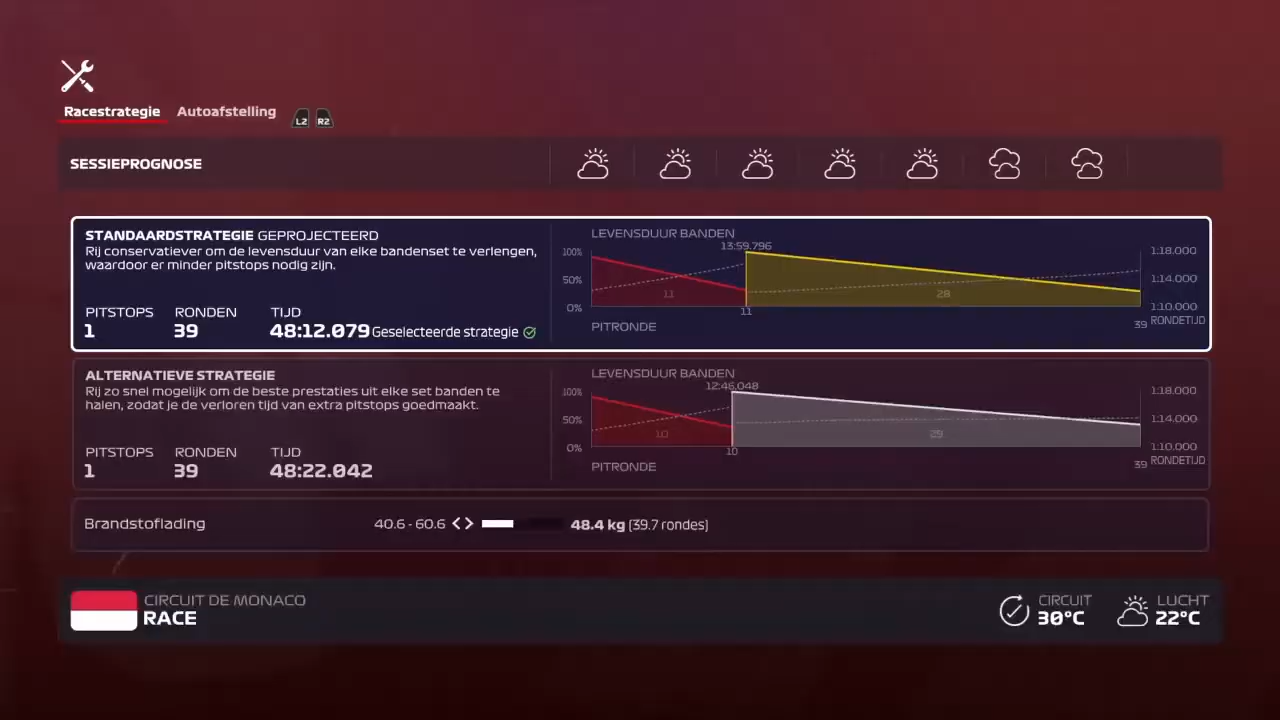 Racestrategie Autoafstelling L2 R2
SESSIEPROGNOSE
STANDAARDSTRATEGIE GEPROJECTEERD
Rij conservatiever om de levensduur van elke bandenset te verlengen,
waardoor er minder pitstops nodig zijn.
PITSTOPS RONDEN TIJD
1 39 48:12.079 Geselecteerde strategie
LEVENSDUUR BANDEN
13:59.796
100% 1:18.000
50% 11 28 1:14.000
0% 1:10.000
11
PITRONDE 39 RONDETIJD
ALTERNATIEVE STRATEGIE
Rij zo snel mogelijk om de beste prestaties uit elke set banden te
halen, zodat je de verloren tijd van extra pitstops goedmaakt.
PITSTOPS RONDEN TIJD
1 39 48:22.042
LEVENSDUUR BANDEN
12:46.048
100% 1:18.000
50% 10 29 1:14.000
0% 1:10.000
10
PITRONDE 39 RONDETIJD
Brandstoflading 40.6 - 60.6 <> 48.4 kg (39.7 rondes)
CIRCUIT DE MONACO
RACE
CIRCUIT LUCHT
30°C 22°C